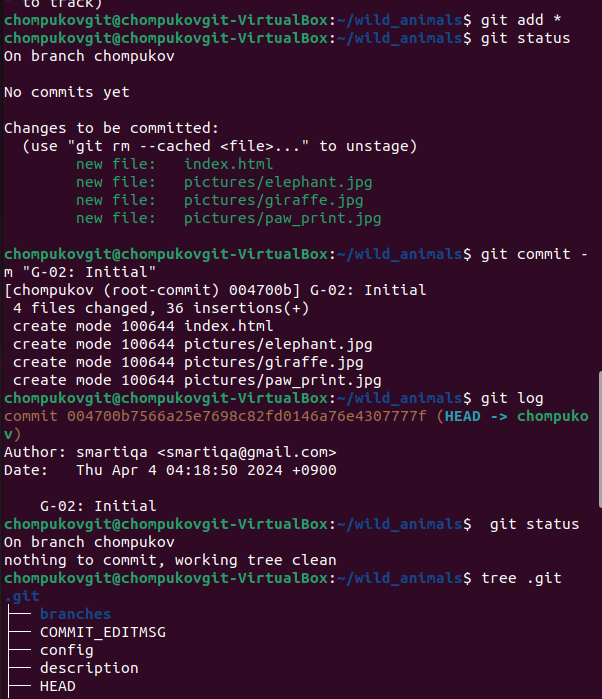 to track)
chompukovgit@chompukovgit-VirtualBox:~/wild_animals$ git add *
chompukovgit@chompukovgit-VirtualBox:~/wild_animals$ git status
On branch chompukov
No commits yet
Changes to be committed:
(use "git rm --cached <file>..." to unstage)
new file: index.html
new file: pictures/elephant.jpg
new file: pictures/giraffe.jpg
new file: pictures/paw_print.jpg
chompukovgit@chompukovgit-VirtualBox:~/wild_animals$ git commit -
m "G-02: Initial"
[chompukov (root-commit) 004700b] G-02: Initial
4 files changed, 36 insertions(+)
create mode 100644 index.html
create mode 100644 pictures/elephant.jpg
create mode 100644 pictures/giraffe.jpg
create mode 100644 pictures/paw_print.jpg
chompukovgit@chompukovgit-VirtualBox:~/wild_animals$ git log
commit 004700b7566a25e7698c82fd0146a76e4307777f (HEAD -> chompuko
v)
Author: smartiqa <smartiqa@gmail.com>
Date: Thu Apr 4 04:18:50 2024 +0900
G-02: Initial
chompukovgit@chompukovgit-VirtualBox:~/wild_animals$ git status
On branch chompukov
nothing to commit, working tree clean
chompukovgit@chompukovgit-VirtualBox:~/wild_animals$ tree .git
.git
├── branches
├── COMMIT_EDITMSG
├── config
├── description
├── HEAD